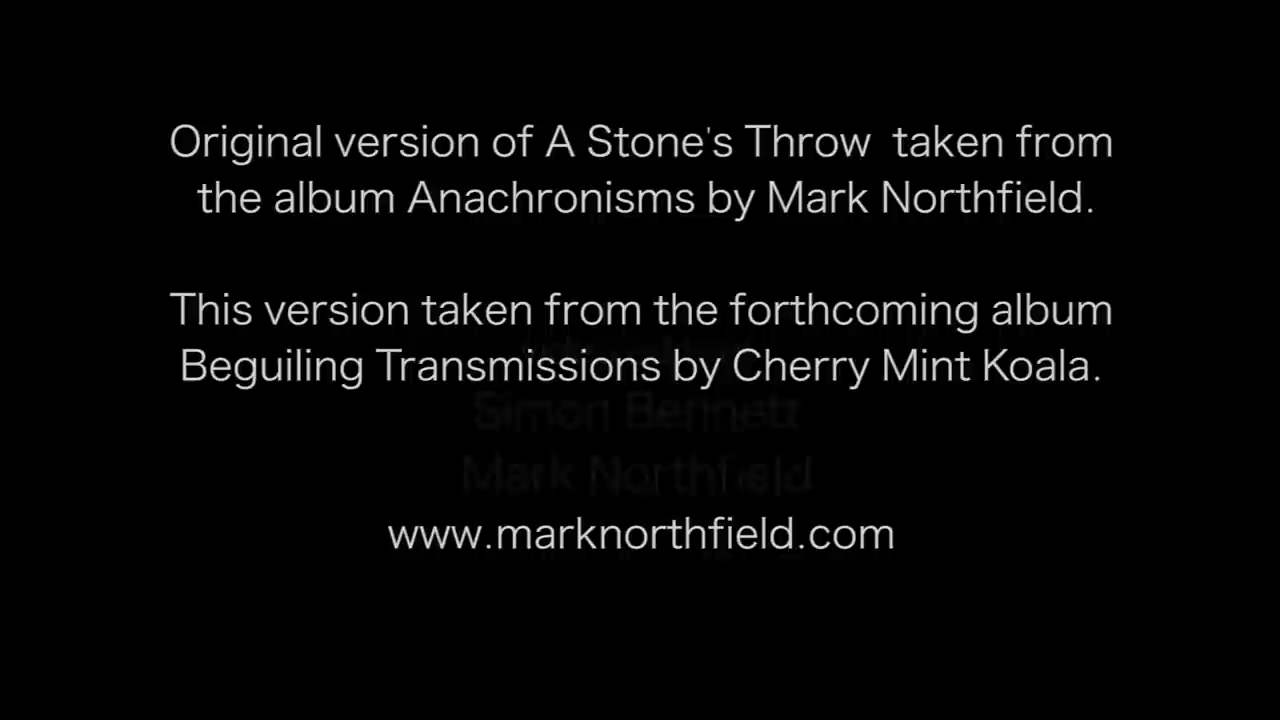 Original version of A Stone's Throw taken from
the album Anachronisms by Mark Northfield.
This version taken from the forthcoming album
Beguiling Transmissions by Cherry Mint Koala.
Simon Bennett
Mark Northfield
www.marknorthfield.com